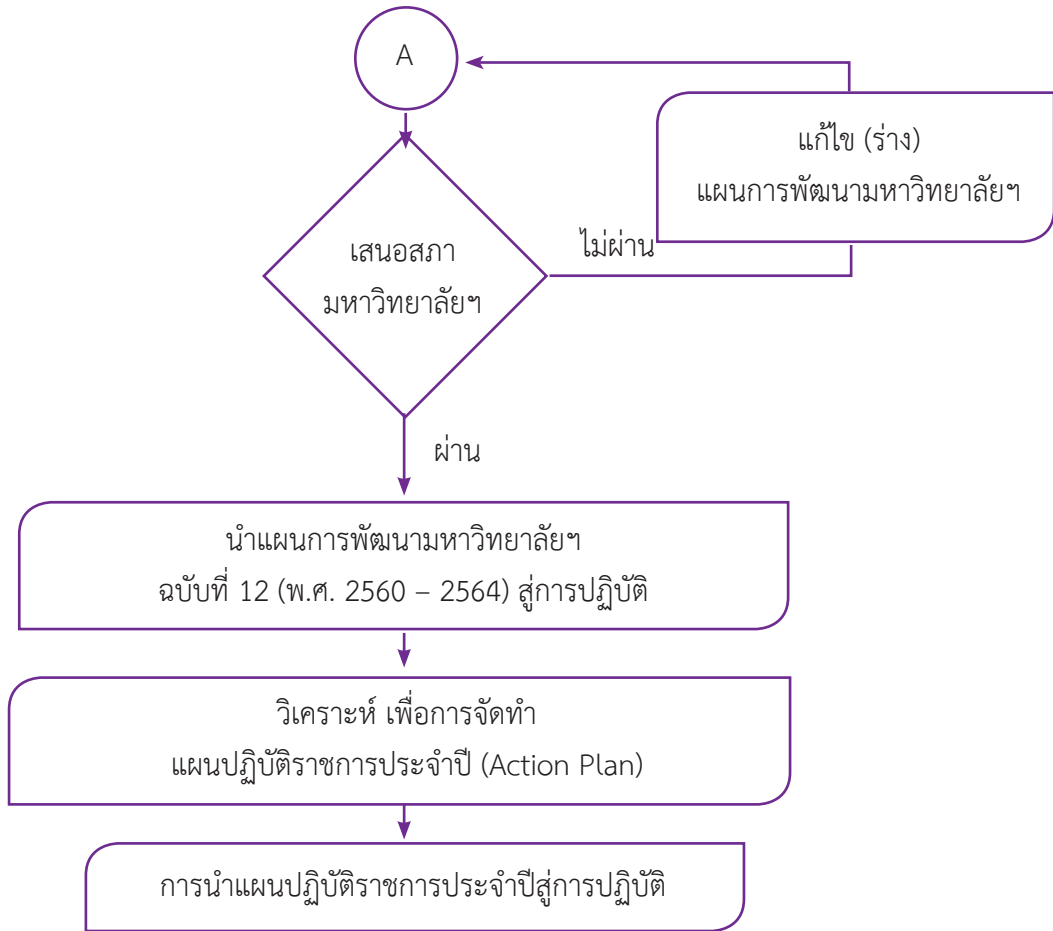 A
แก้ไข (ร่าง)
แผนการพัฒนามหาวิทยาลัยฯ
เสนอสภา
มหาวิทยาลัยฯ
ไม่ผ่าน
ผ่าน
นำแผนการพัฒนามหาวิทยาลัยฯ
ฉบับที่ 12 (พ.ศ. 2560 – 2564) สู่การปฏิบัติ
วิเคราะห์ เพื่อการจัดทำ
แผนปฏิบัติราชการประจำปี (Action Plan)
การนำแผนปฏิบัติราชการประจำปีสู่การปฏิบัติ